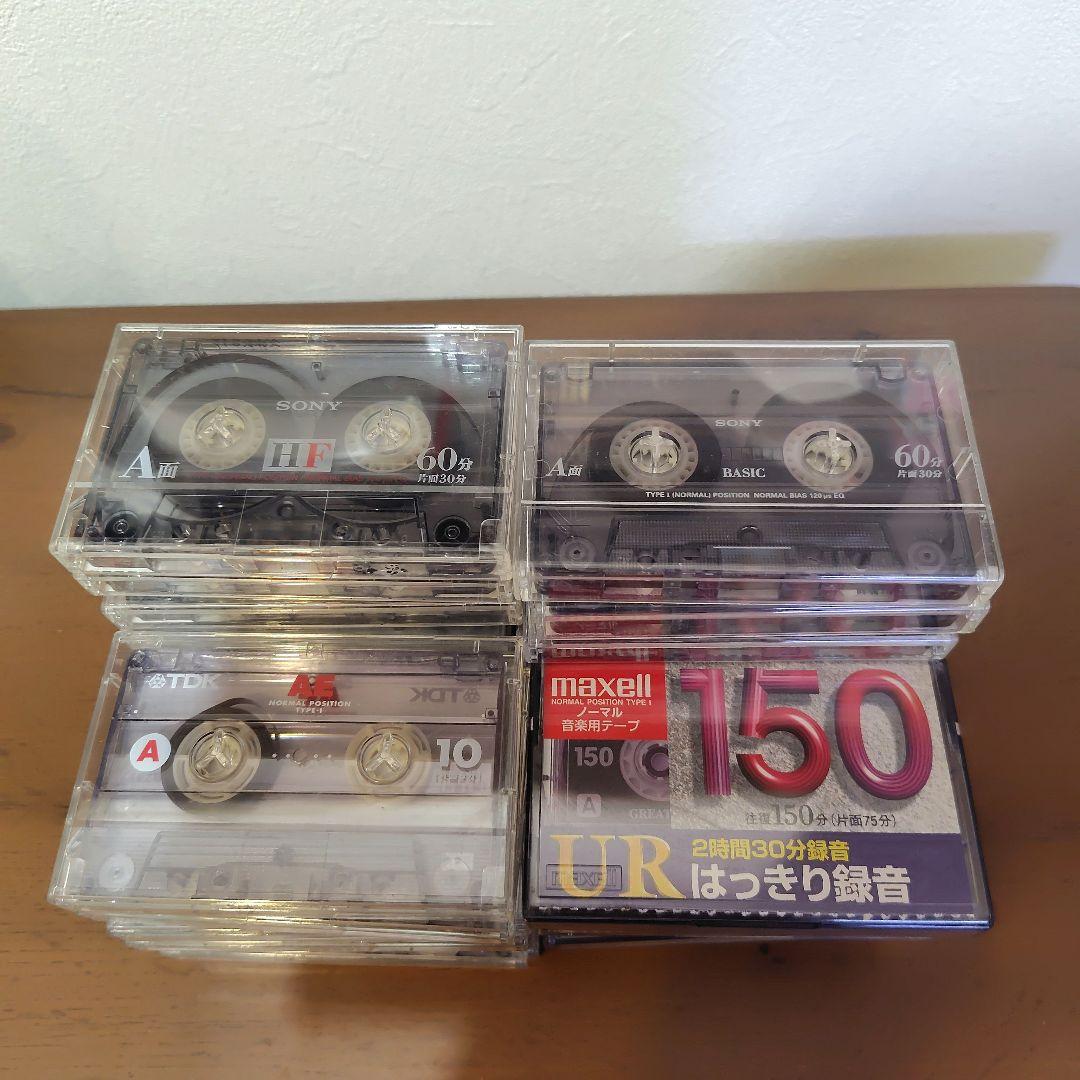 SONY
A面
HF
60分
片面30分
SONY
A面
BASIC
60分
片面30分
TYPE I (NORMAL) POSITION NORMAL BIAS 120 μs EQ
TDK
AE
NORMAL POSITION
TYPE-I
TDK
A
10
maxell
NORMAL POSITION TYPE I
ノーマル
音楽用テープ
150
150
A
GREAT
往復150分(片面75分)
UR
maxell
2時間30分録音
はっきり録音